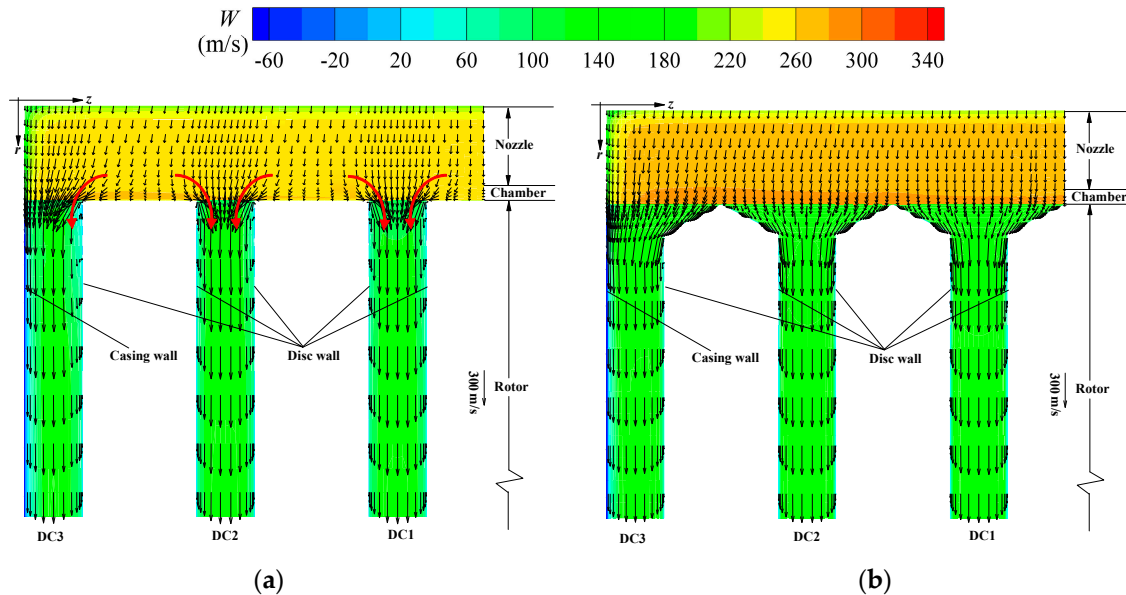 W
(m/s)
-60 -20 20 60 100 140 180 220 260 300 340
z
r
Nozzle
Chamber
Casing wall
Disc wall
300 m/s
Rotor
DC3
DC2
DC1
(a)
z
r
Nozzle
Chamber
Casing wall
Disc wall
300 m/s
Rotor
DC3
DC2
DC1
(b)